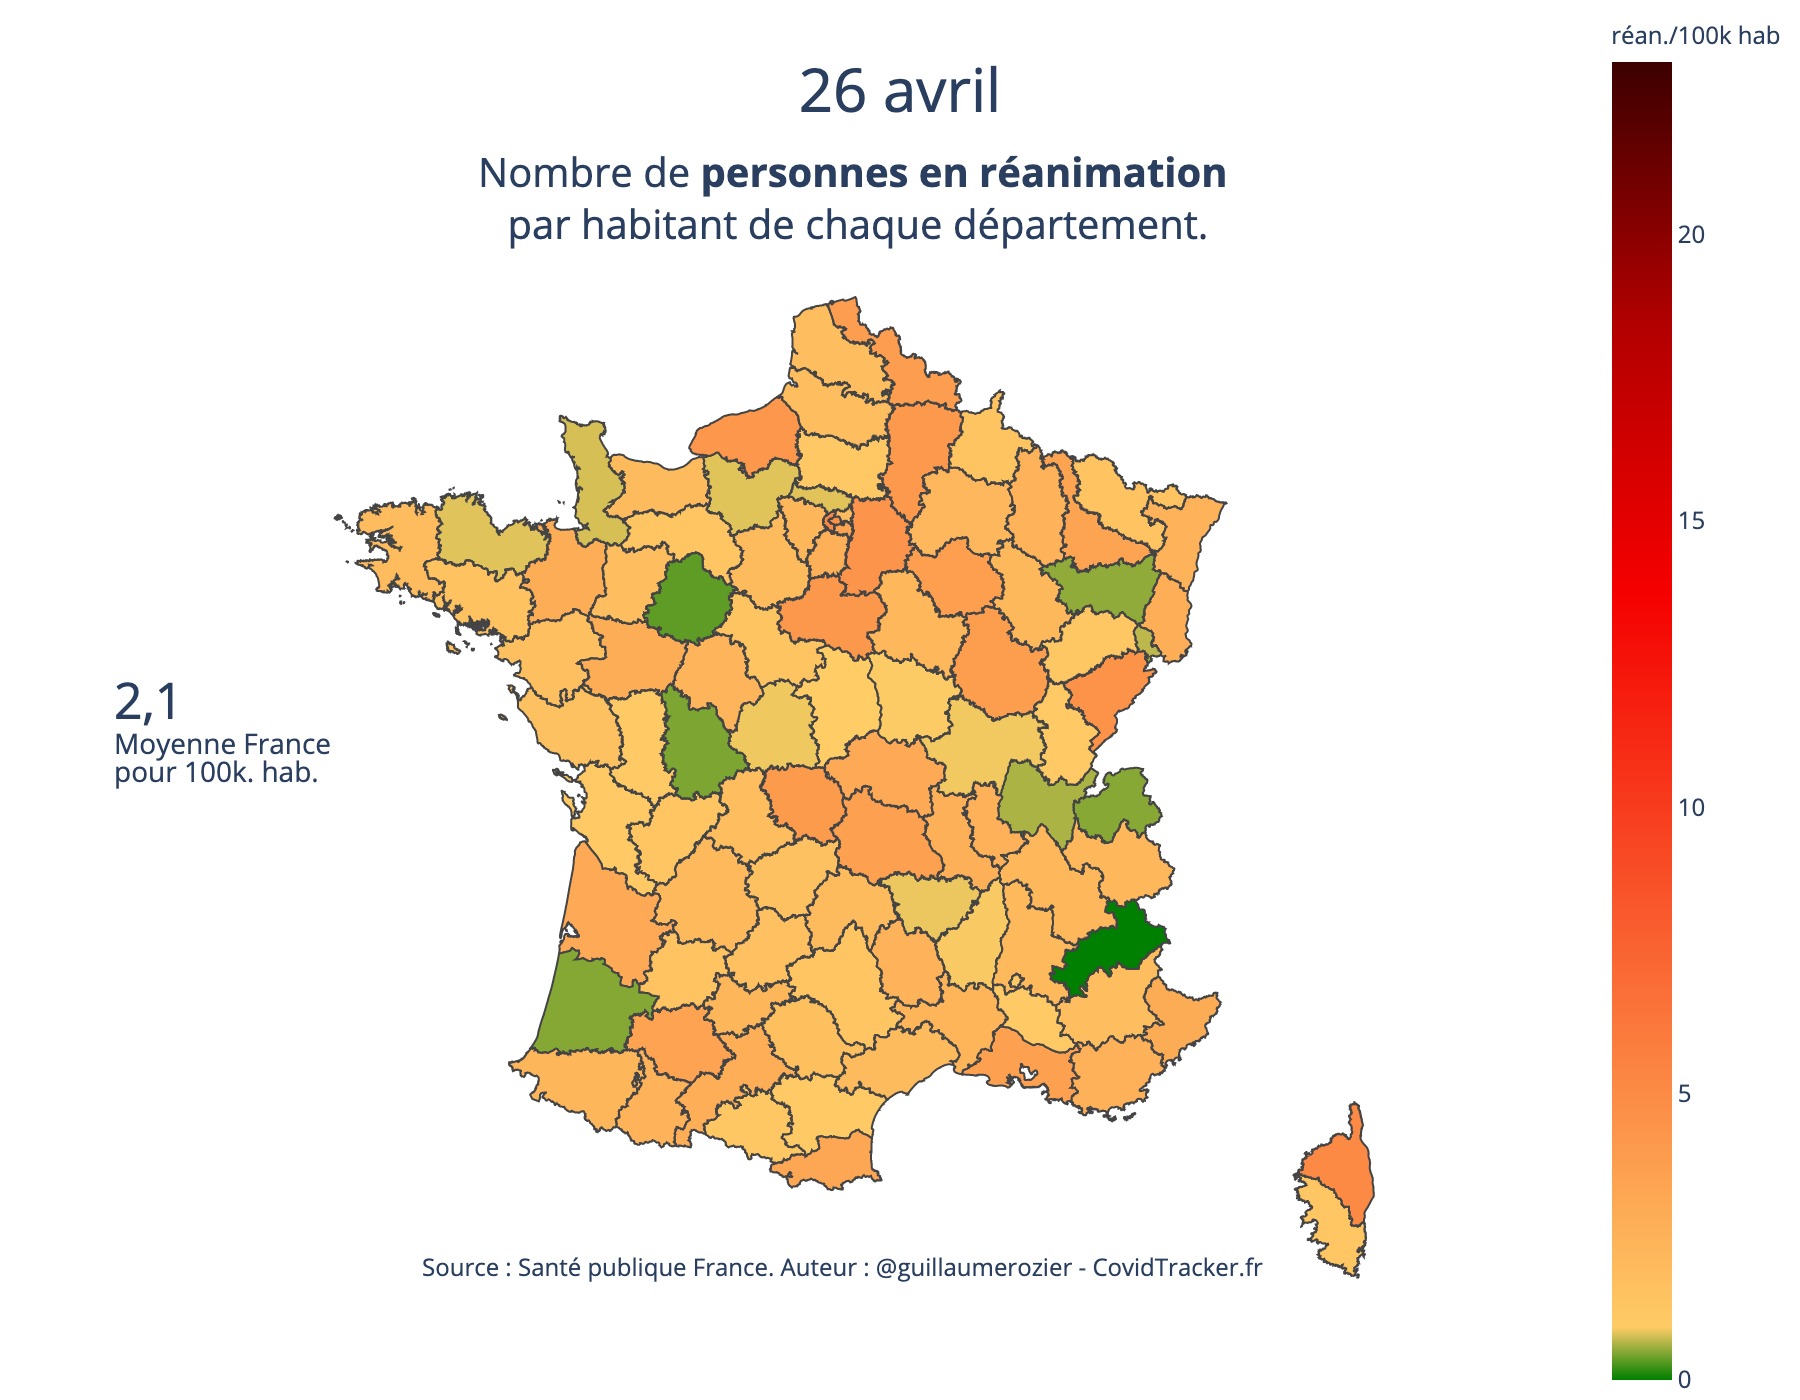 réan./100k hab
26 avril
Nombre de personnes en réanimation
par habitant de chaque département.
20
15
2,1
Moyenne France
pour 100k. hab.
10
5
Source : Santé publique France. Auteur : @guillaumerozier - CovidTracker.fr
0